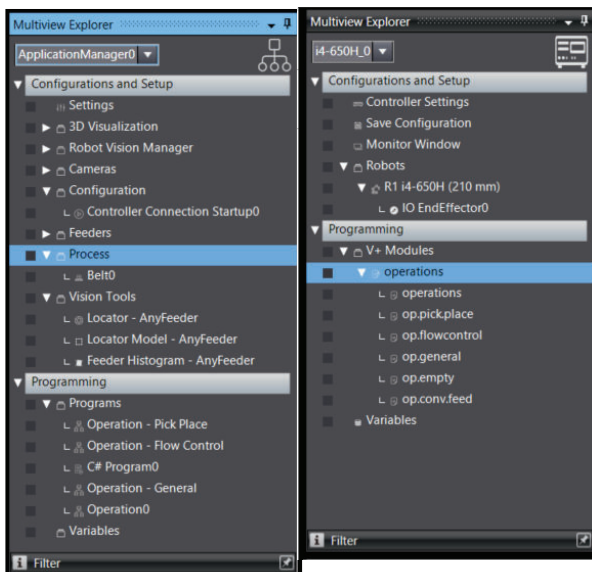 Multiview Explorer
ApplicationManager0
Configurations and Setup
Settings
3D Visualization
Robot Vision Manager
Cameras
Configuration
Controller Connection Startup0
Feeders
Process
Belt0
Vision Tools
Locator - AnyFeeder
Locator Model - AnyFeeder
Feeder Histogram - AnyFeeder
Programming
Programs
Operation - Pick Place
Operation - Flow Control
C# Program0
Operation - General
Operation0
Variables
Filter
Multiview Explorer
i4-650H_0
Configurations and Setup
Controller Settings
Save Configuration
Monitor Window
Robots
R1 i4-650H (210 mm)
IO EndEffector0
Programming
V+ Modules
operations
operations
op.pick.place
op.flowcontrol
op.general
op.empty
op.conv.feed
Variables
Filter